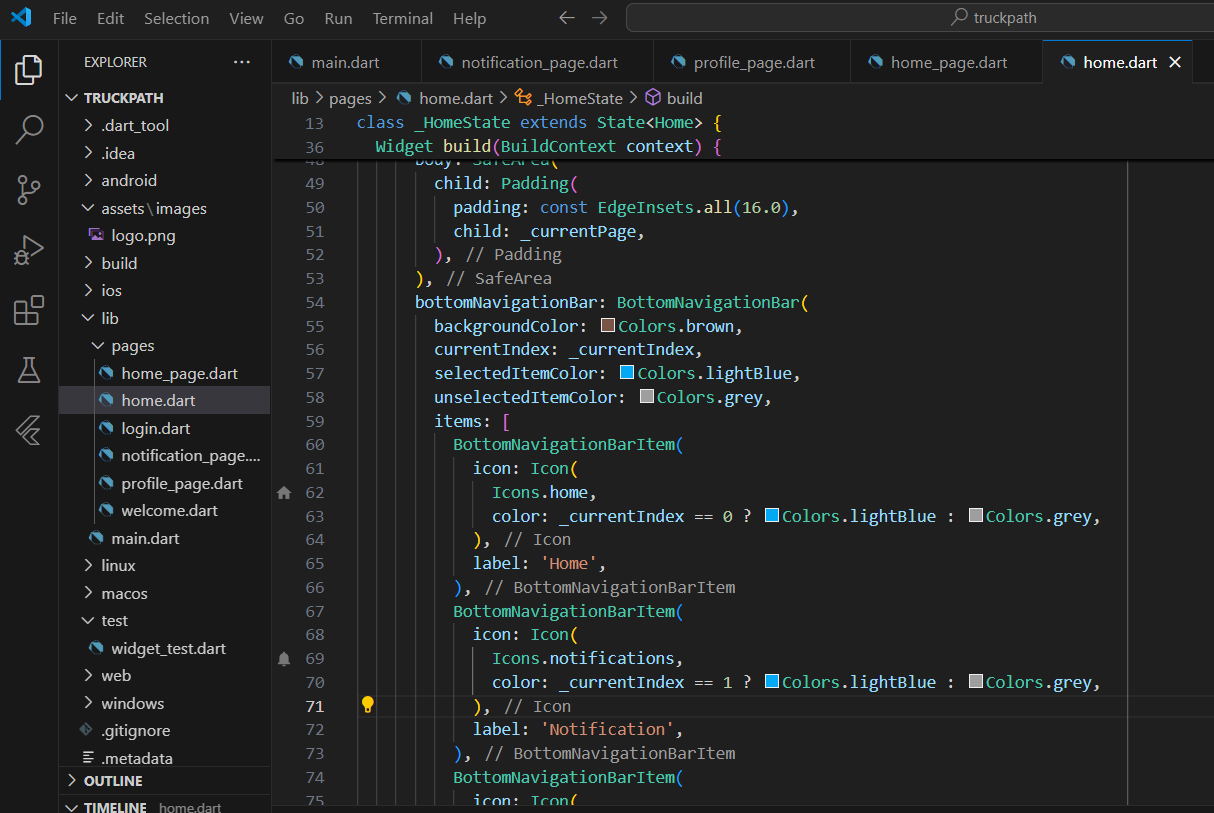 File Edit Selection View Go Run Terminal Help
truckpath
EXPLORER
TRUCKPATH
.dart_tool
.idea
android
assets\images
logo.png
build
ios
lib
pages
home_page.dart
home.dart
login.dart
notification_page....
profile_page.dart
welcome.dart
main.dart
linux
macos
test
widget_test.dart
web
windows
.gitignore
.metadata
OUTLINE
TIMELINE home.dart
main.dart notification_page.dart profile_page.dart home_page.dart home.dart
lib > pages > home.dart > _HomeState > build
13 class _HomeState extends State<Home> {
36 Widget build(BuildContext context) {
48 body: SafeArea(
49 child: Padding(
50 padding: const EdgeInsets.all(16.0),
51 child: _currentPage,
52 ), // Padding
53 ), // SafeArea
54 bottomNavigationBar: BottomNavigationBar(
55 backgroundColor: Colors.brown,
56 currentIndex: _currentIndex,
57 selectedItemColor: Colors.lightBlue,
58 unselectedItemColor: Colors.grey,
59 items: [
60 BottomNavigationBarItem(
61 icon: Icon(
62 Icons.home,
63 color: _currentIndex == 0 ? Colors.lightBlue : Colors.grey,
64 ), // Icon
65 label: 'Home',
66 ), // BottomNavigationBarItem
67 BottomNavigationBarItem(
68 icon: Icon(
69 Icons.notifications,
70 color: _currentIndex == 1 ? Colors.lightBlue : Colors.grey,
71 ), // Icon
72 label: 'Notification',
73 ), // BottomNavigationBarItem
74 BottomNavigationBarItem(
75 icon: Icon(